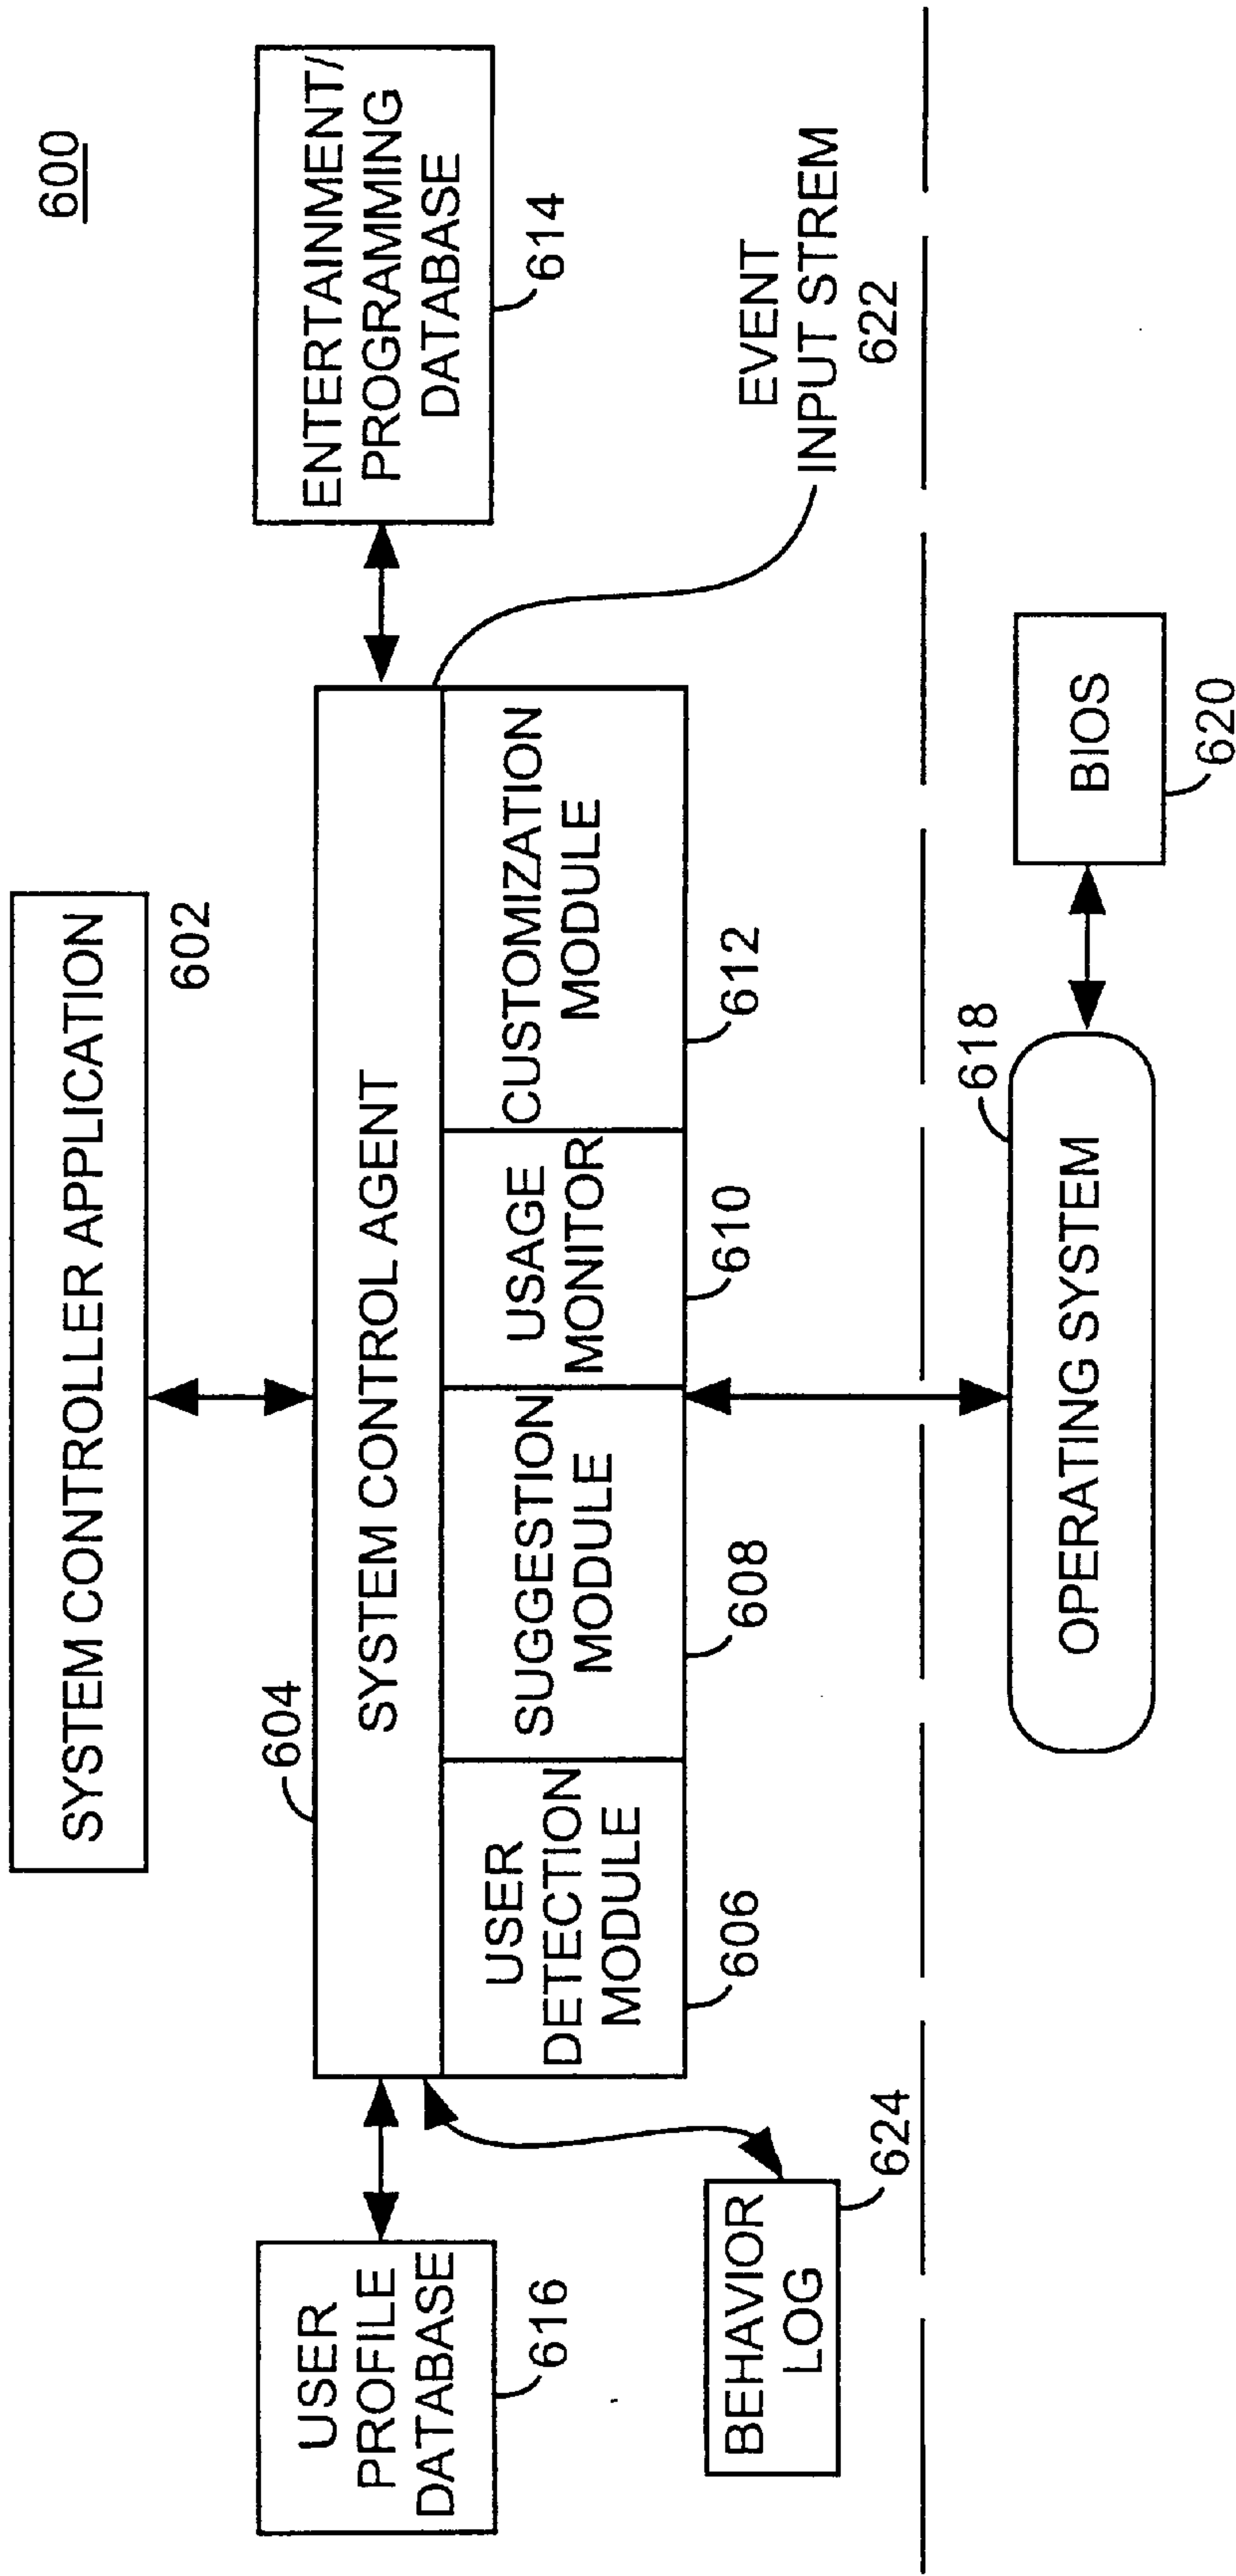 600
SYSTEM CONTROLLER APPLICATION
602
604
SYSTEM CONTROL AGENT
USER
PROFILE
DATABASE
616
ENTERTAINMENT/
PROGRAMMING
DATABASE
614
USER
DETECTION
MODULE
606
SUGGESTION
MODULE
608
USAGE
MONITOR
610
CUSTOMIZATION
MODULE
612
EVENT
INPUT STREM
622
BEHAVIOR
LOG
624
618
OPERATING SYSTEM
BIOS
620